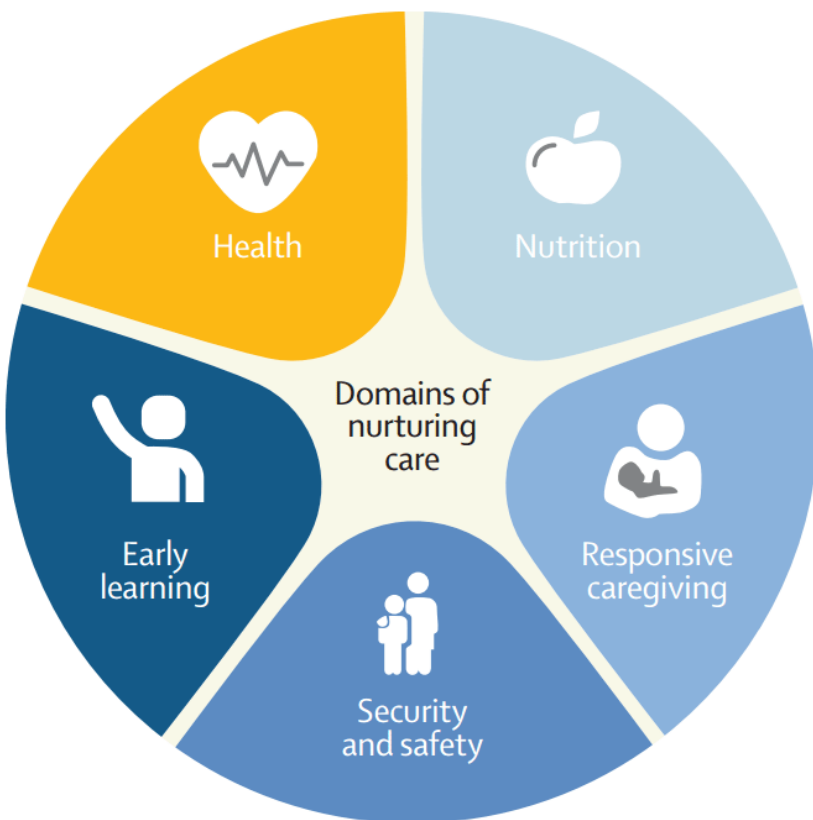 Health
Nutrition
Domains of
nurturing
care
Early
learning
Responsive
caregiving
Security
and safety